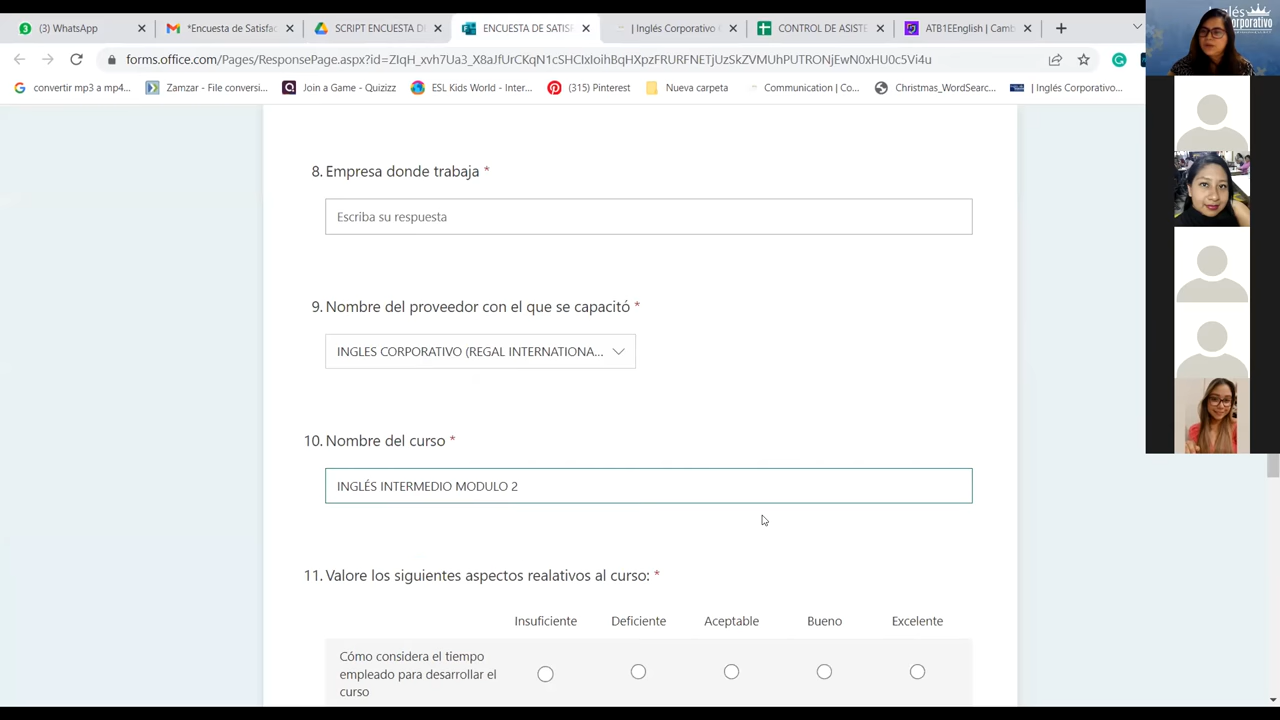 (3) WhatsApp
*Encuesta de Satisfac
SCRIPT ENCUESTA D
ENCUESTA DE SATIS
| Inglés Corporativo
CONTROL DE ASISTE
ATB1EEnglish | Camb
forms.office.com/Pages/ResponsePage.aspx?
convertir mp3 a mp4...
Zamzar - File conversi...
Join a Game - Quizizz
ESL Kids World - Inter...
(315) Pinterest
Nueva carpeta
Communication | Co...
Christmas_WordSearc...
| Inglés Corporativo...
8. Empresa donde trabaja *
Escriba su respuesta
9. Nombre del proveedor con el que se capacitó *
INGLES CORPORATIVO (REGAL INTERNATIONA...
10. Nombre del curso *
INGLÉS INTERMEDIO MODULO 2
11. Valore los siguientes aspectos realativos al curso: *
Insuficiente Deficiente Aceptable Bueno Excelente
Cómo considera el tiempo
empleado para desarrollar el
curso